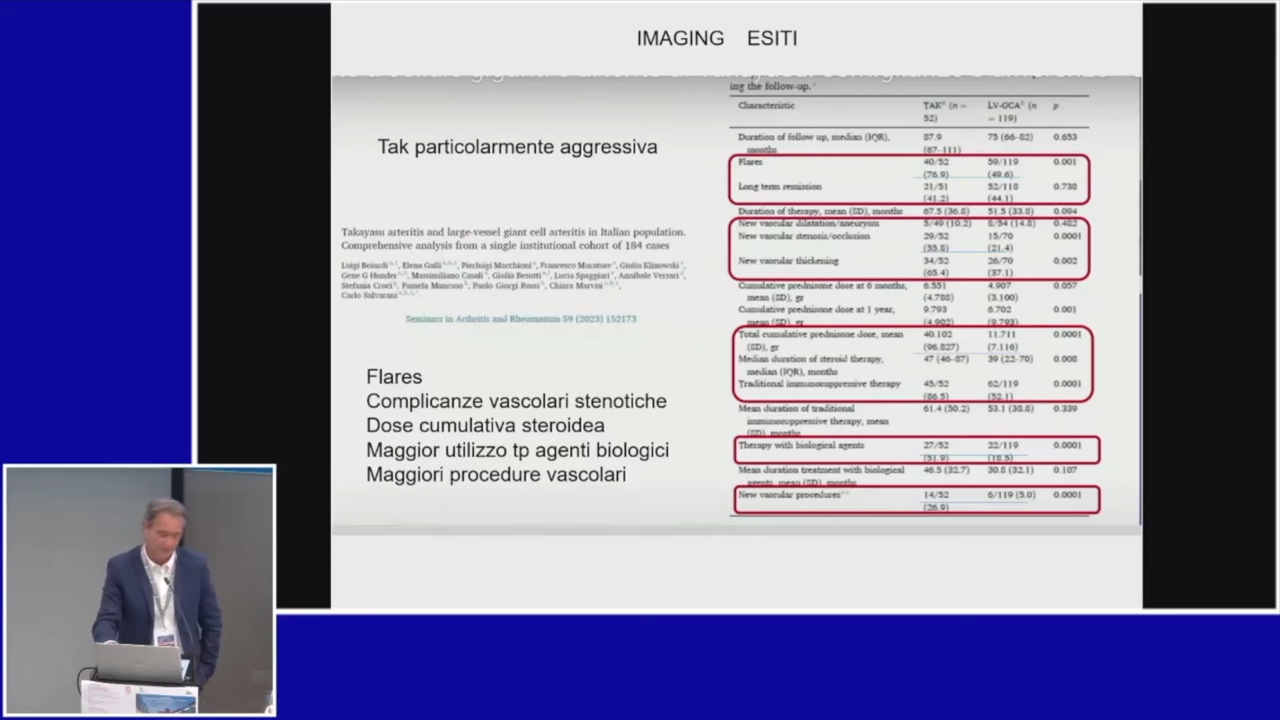 IMAGING ESITI
ing the follow-up.
Characteristic TAK (n = LV-GCA (n p
52) = 119)
Tak particolarmente aggressiva
Duration of follow up, median (IQR), 87.9 75 (66–82) 0.653
months (67–111)
Flares 40/52 59/119 0.001
(76.9) (49.6)
Long term remission 21/51 52/118 0.738
(41.2) (44.1)
Duration of therapy, mean (SD), months 67.5 (36.8) 51.5 (33.8) 0.094
New vascular dilatation/aneurysm 5/49 (10.2) 8/54 (14.8) 0.482
New vascular stenosis/occlusion 29/52 15/70 0.0001
(55.8) (21.4)
New vascular thickening 34/52 26/70 0.002
(65.4) (37.1)
Cumulative prednisone dose at 6 months, 6.551 4.907 0.057
mean (SD), gr (4.788) (3.100)
Cumulative prednisone dose at 1 year, 9.793 6.702 0.001
mean (SD), gr (4.902) (9.793)
Total cumulative prednisone dose, mean 40.102 11.711 0.0001
(SD), gr (96.827) (7.116)
Median duration of steroid therapy, 47 (46–87) 39 (22–70) 0.008
median (IQR), months
Traditional immunosuppressive therapy 45/52 62/119 0.0001
(86.5) (52.1)
Mean duration of traditional 61.4 (50.2) 53.1 (38.8) 0.339
immunosuppressive therapy, mean
(SD), months
Therapy with biological agents 27/52 22/119 0.0001
(51.9) (18.5)
Mean duration treatment with biological 46.5 (32.7) 30.8 (32.1) 0.107
agents, mean (SD), months
New vascular procedures 14/52 6/119 (5.0) 0.0001
(26.9)
Takayasu arteritis and large-vessel giant cell arteritis in Italian population.
Comprehensive analysis from a single institutional cohort of 184 cases
Luigi Boiardi, Elena Galli, Pierluigi Macchioni, Francesco Muratore, Giulia Klinowski,
Gene G Hunder, Massimiliano Casali, Giulia Besutti, Lucia Spaggiari, Annibale Versari,
Stefania Croci, Pamela Mancuso, Paolo Giorgi Rossi, Chiara Marvisi,
Carlo Salvarani
Seminars in Arthritis and Rheumatism 59 (2023) 152173
Flares
Complicanze vascolari stenotiche
Dose cumulativa steroidea
Maggior utilizzo tp agenti biologici
Maggiori procedure vascolari